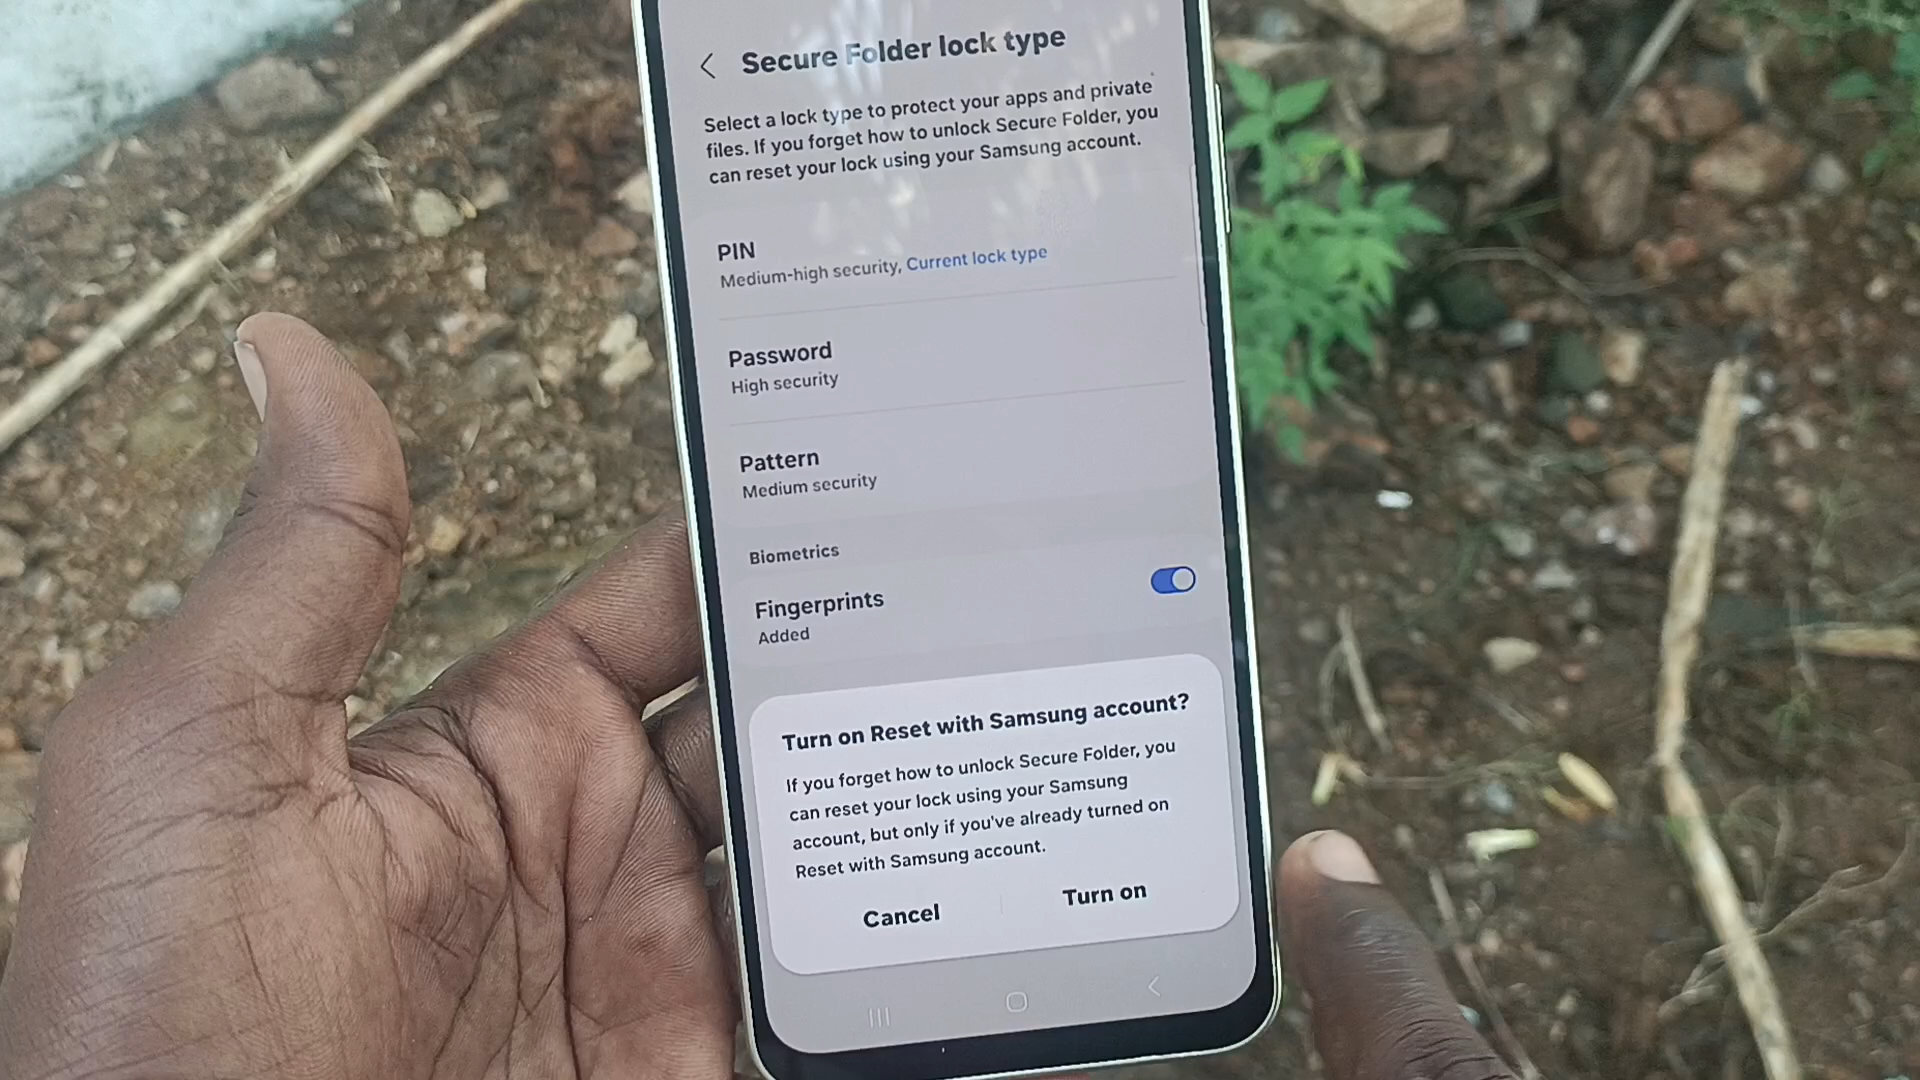 Secure Folder lock type
Select a lock type to protect your apps and private
files. If you forget how to unlock Secure Folder, you
can reset your lock using your Samsung account.
PIN
Medium-high security, Current lock type
Password
High security
Pattern
Medium security
Biometrics
Fingerprints
Added
Turn on Reset with Samsung account?
If you forget how to unlock Secure Folder, you
can reset your lock using your Samsung
account, but only if you've already turned on
Reset with Samsung account.
Cancel
Turn on